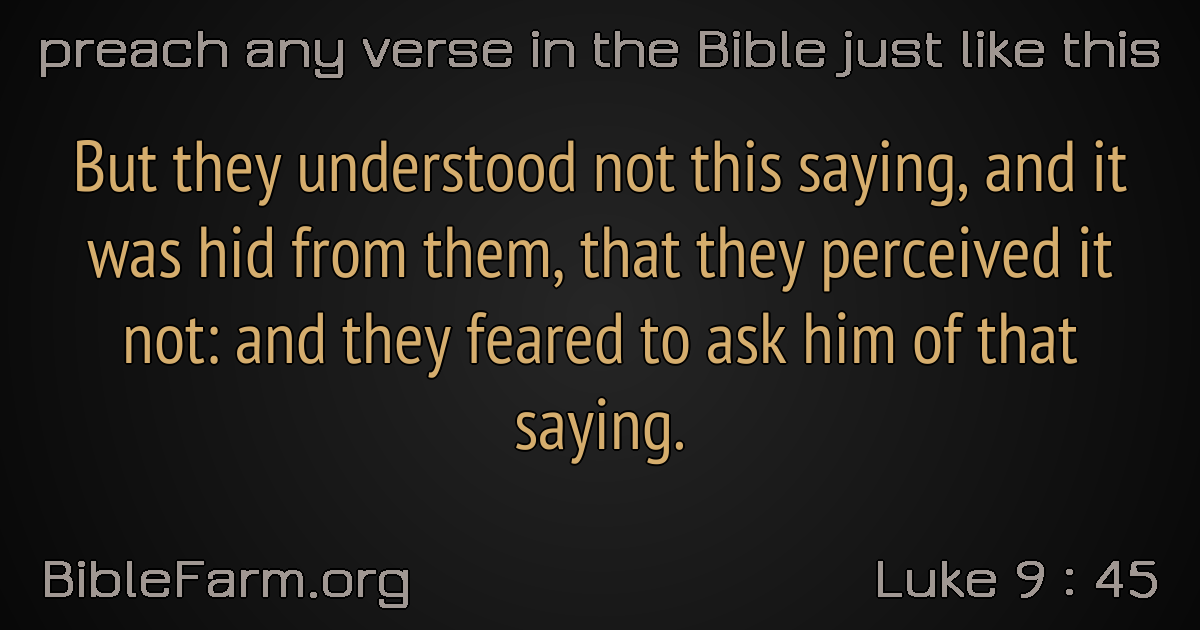 preach any verse in the Bible just like this
But they understood not this saying, and it
was hid from them, that they perceived it
not: and they feared to ask him of that
saying.
BibleFarm.org
Luke 9 : 45